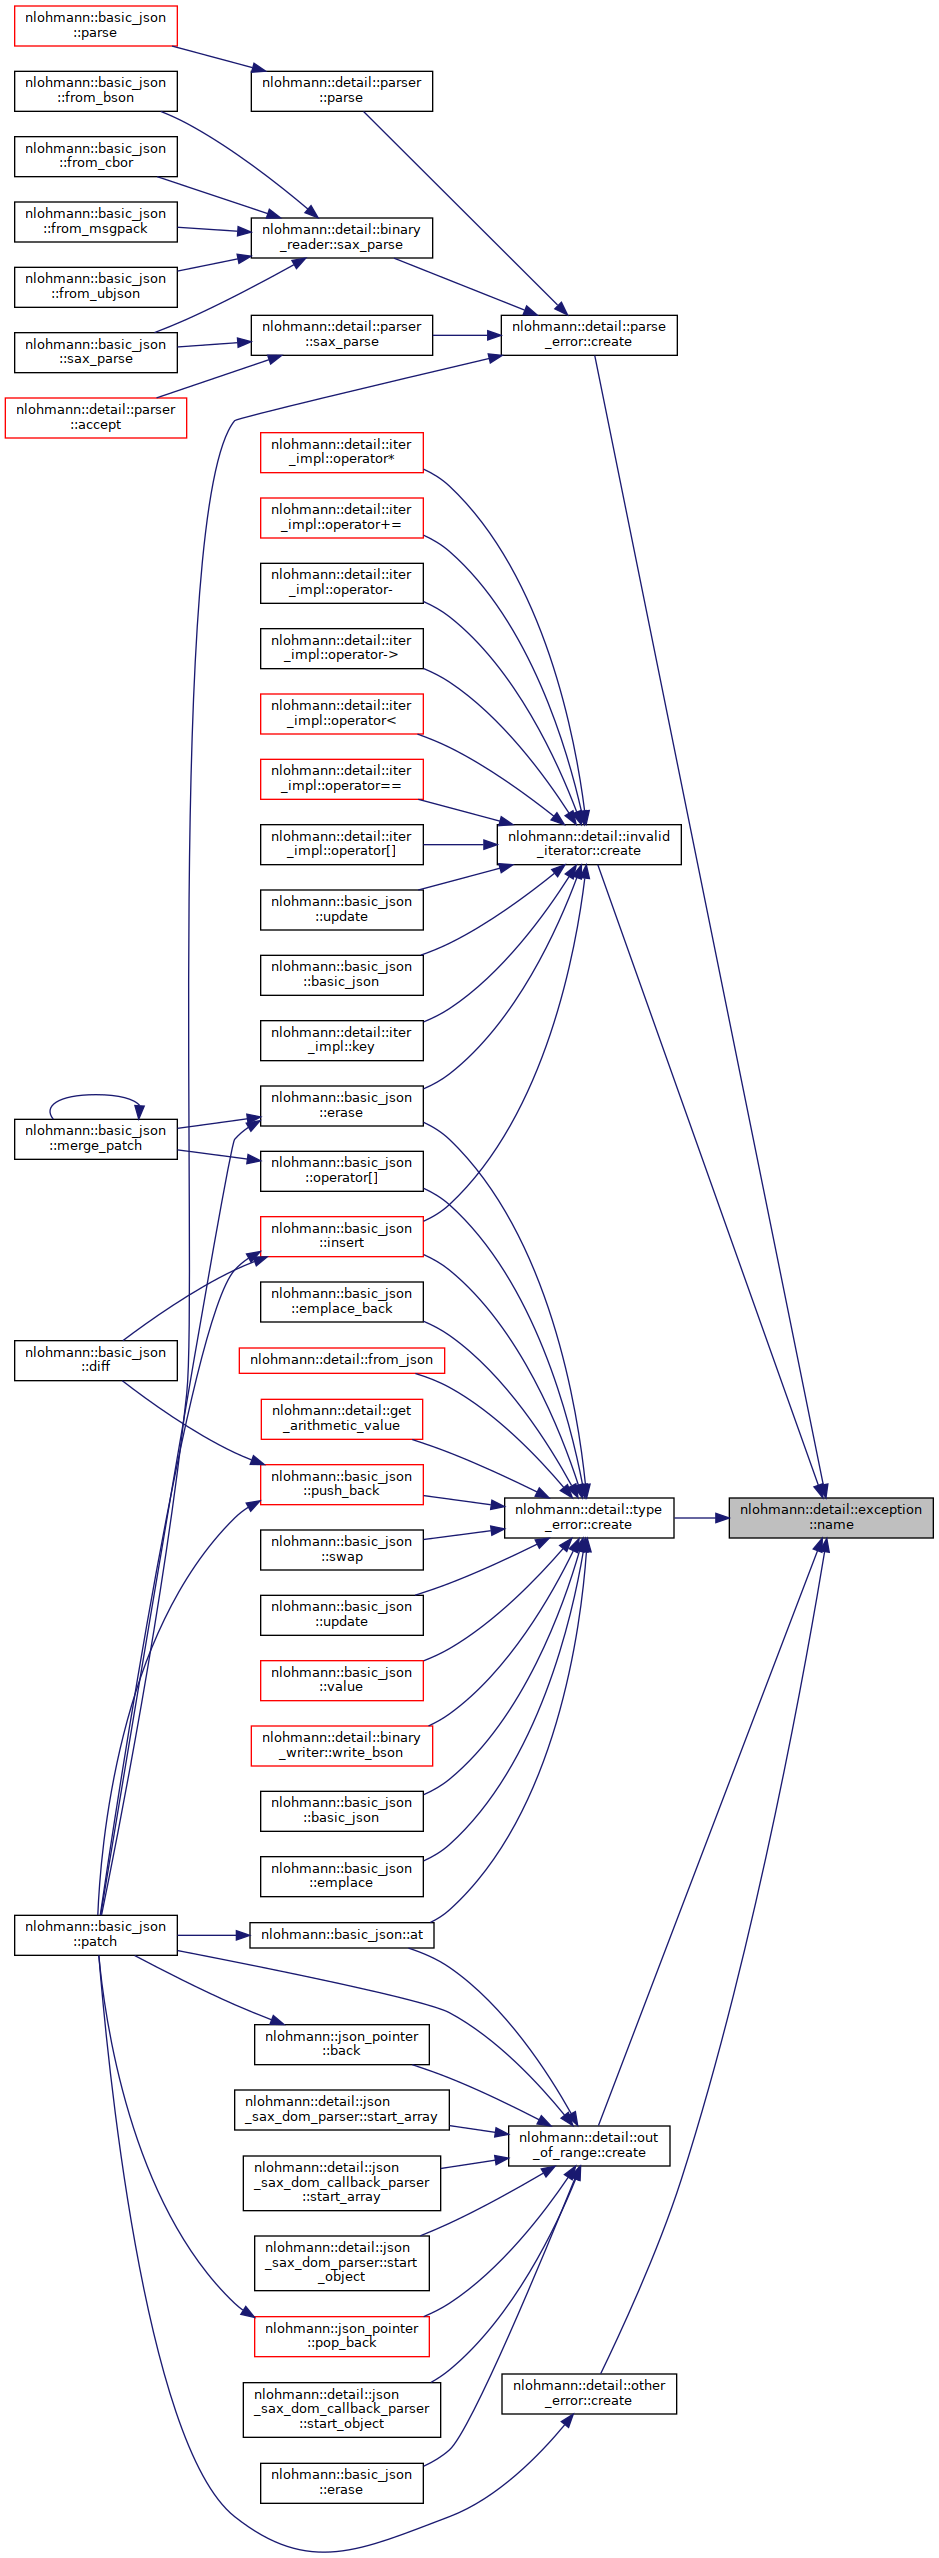 nlohmann::basic_json
::parse
nlohmann::basic_json
::from_bson
nlohmann::detail::parser
::parse
nlohmann::basic_json
::from_cbor
nlohmann::basic_json
::from_msgpack
nlohmann::detail::binary
_reader::sax_parse
nlohmann::basic_json
::from_ubjson
nlohmann::basic_json
::sax_parse
nlohmann::detail::parser
::sax_parse
nlohmann::detail::parse
_error::create
nlohmann::detail::parser
::accept
nlohmann::detail::iter
_impl::operator*
nlohmann::detail::iter
_impl::operator+=
nlohmann::detail::iter
_impl::operator-
nlohmann::detail::iter
_impl::operator->
nlohmann::detail::iter
_impl::operator<
nlohmann::detail::iter
_impl::operator==
nlohmann::detail::iter
_impl::operator[]
nlohmann::detail::invalid
_iterator::create
nlohmann::basic_json
::update
nlohmann::basic_json
::basic_json
nlohmann::detail::iter
_impl::key
nlohmann::basic_json
::erase
nlohmann::basic_json
::merge_patch
nlohmann::basic_json
::operator[]
nlohmann::basic_json
::insert
nlohmann::basic_json
::emplace_back
nlohmann::basic_json
::diff
nlohmann::detail::from_json
nlohmann::detail::get
_arithmetic_value
nlohmann::basic_json
::push_back
nlohmann::detail::type
_error::create
nlohmann::detail::exception
::name
nlohmann::basic_json
::swap
nlohmann::basic_json
::update
nlohmann::basic_json
::value
nlohmann::detail::binary
_writer::write_bson
nlohmann::basic_json
::basic_json
nlohmann::basic_json
::emplace
nlohmann::basic_json
::patch
nlohmann::basic_json::at
nlohmann::json_pointer
::back
nlohmann::detail::json
_sax_dom_parser::start_array
nlohmann::detail::out
_of_range::create
nlohmann::detail::json
_sax_dom_callback_parser
::start_array
nlohmann::detail::json
_sax_dom_parser::start
_object
nlohmann::json_pointer
::pop_back
nlohmann::detail::json
_sax_dom_callback_parser
::start_object
nlohmann::detail::other
_error::create
nlohmann::basic_json
::erase